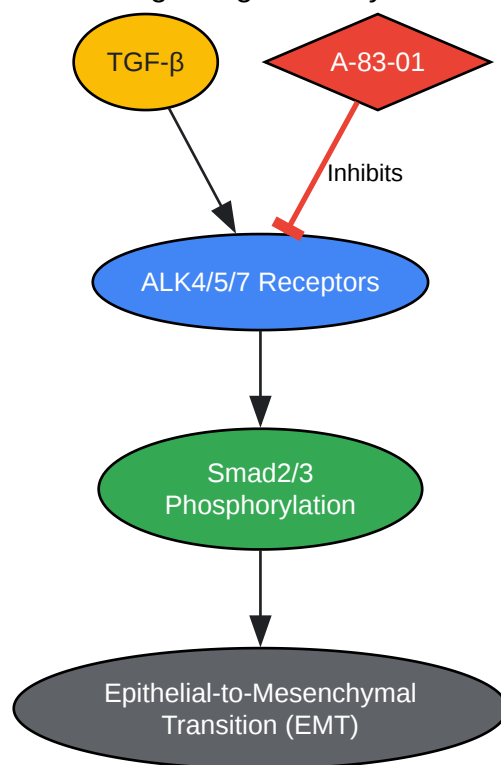 TGF-β
A-83-01
Inhibits
ALK4/5/7 Receptors
Smad2/3
Phosphorylation
Epithelial-to-Mesenchymal
Transition (EMT)